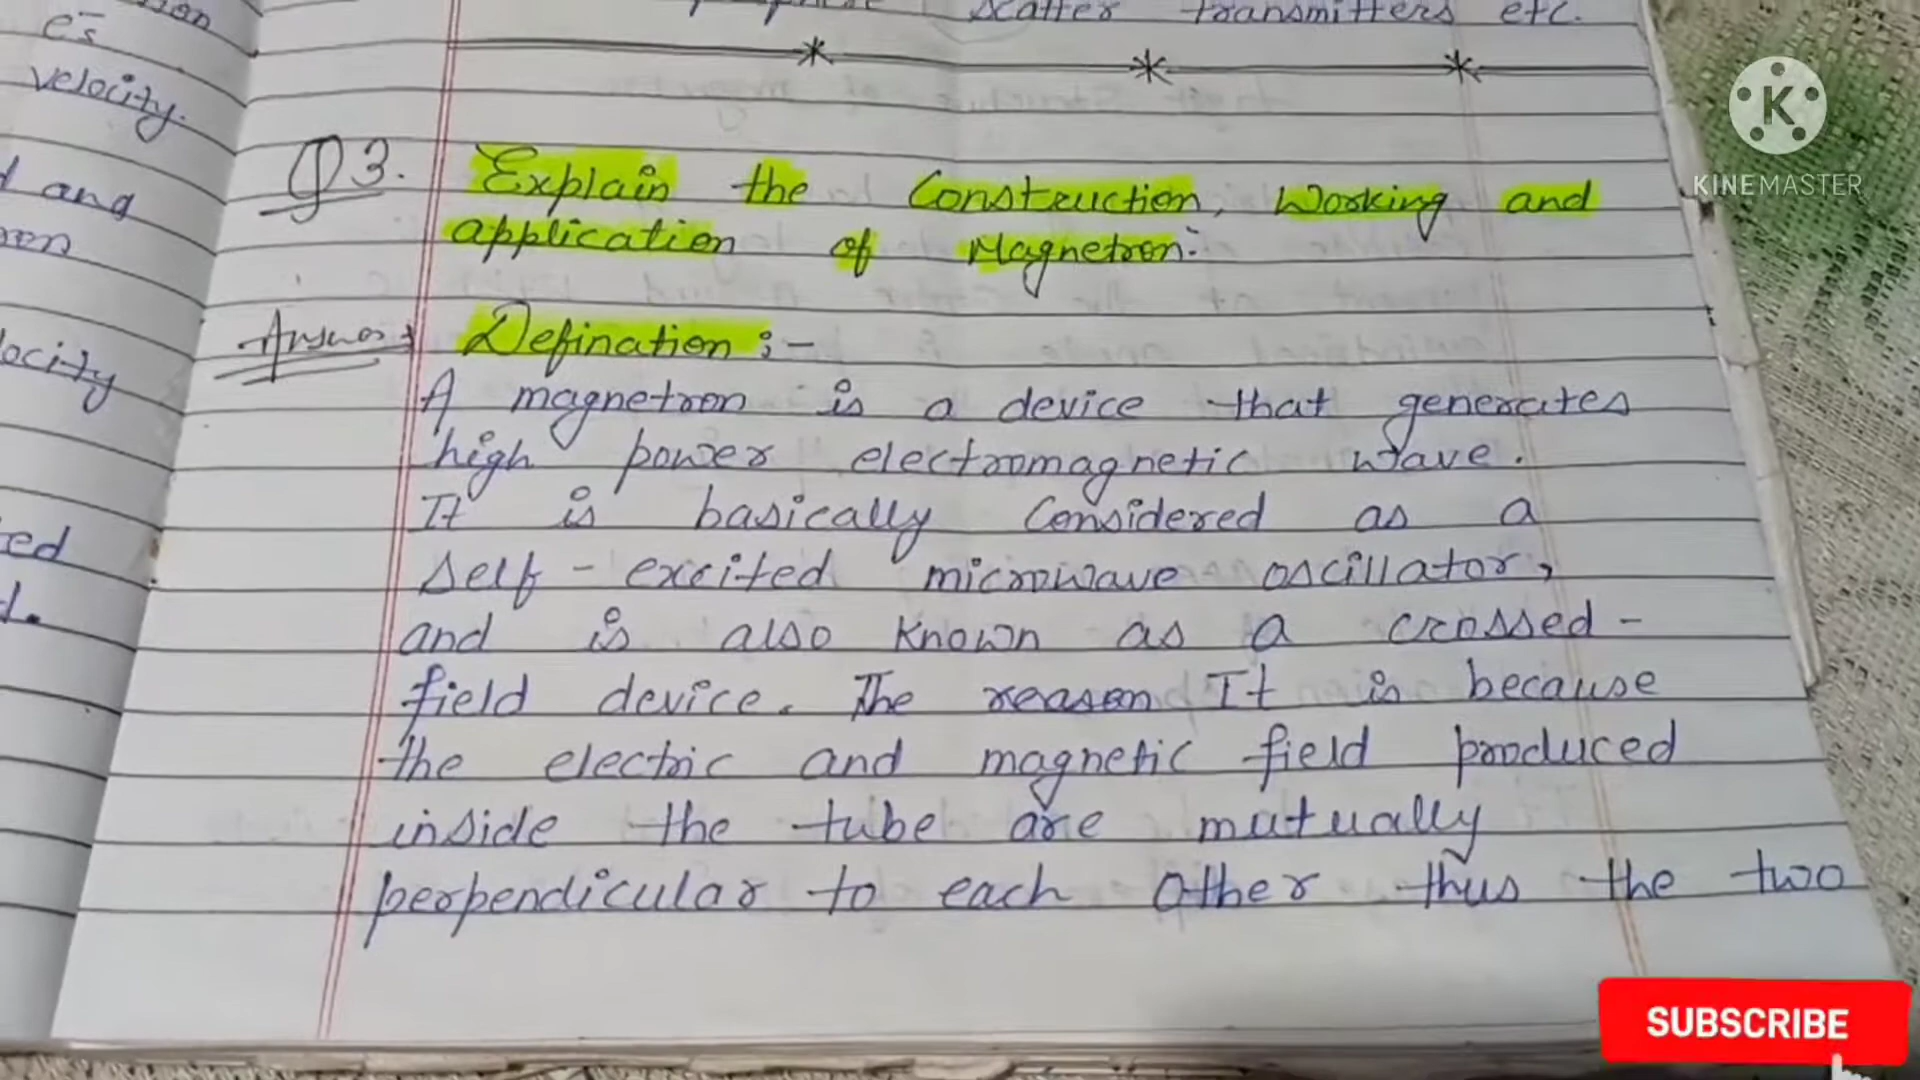 scatter transmitters etc.
e⁻s
velocity.
and
Q3. Explain the Construction, Working and
application of Magnetron:-
Answer → Defination :-
A magnetron is a device that generates
high power electromagnetic wave.
It is basically Considered as a
self - excited microwave oscillator,
and is also known as a crossed -
field device. The reason It is because
the electric and magnetic field produced
inside the tube are mutually
perpendicular to each other thus the two
K
KINEMASTER
SUBSCRIBE